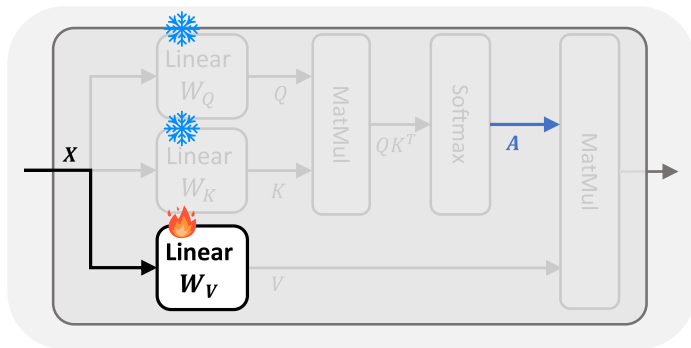 Linear
W_Q
Q
MatMul
Softmax
MatMul
QK^T
A
X
Linear
W_K
K
Linear
W_V
V